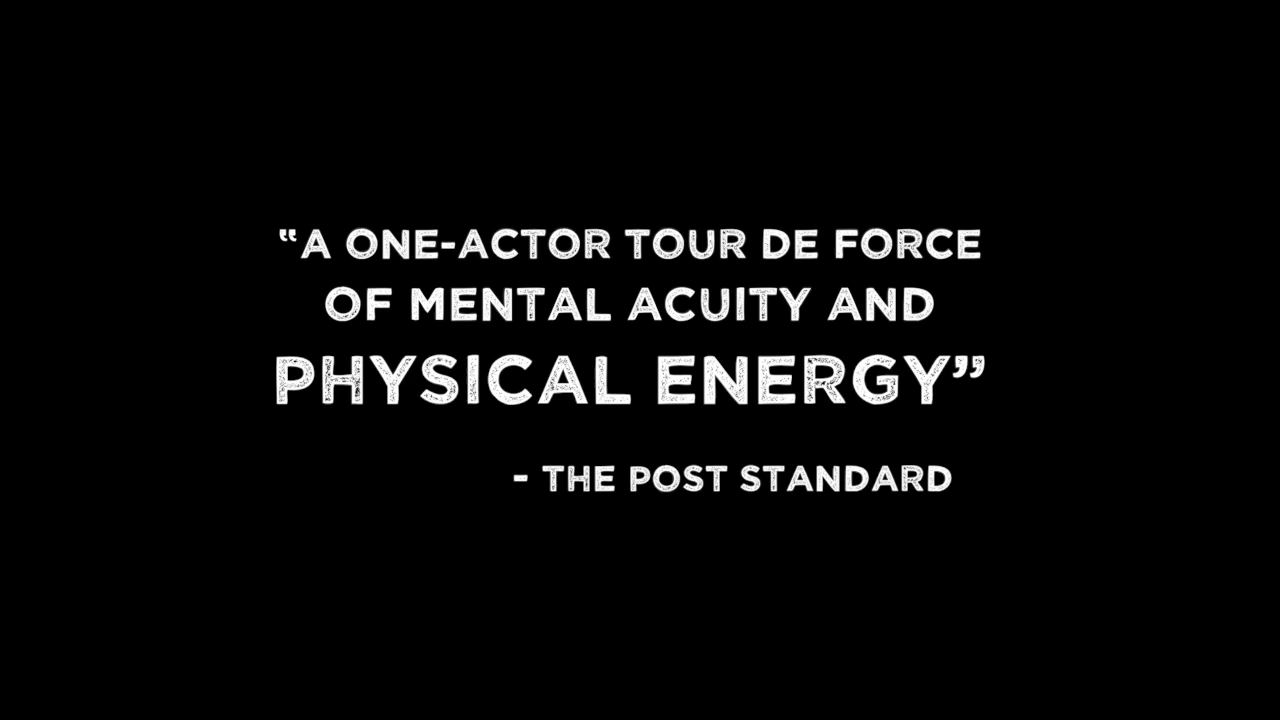 “A ONE-ACTOR TOUR DE FORCE
OF MENTAL ACUITY AND
PHYSICAL ENERGY”
- THE POST STANDARD